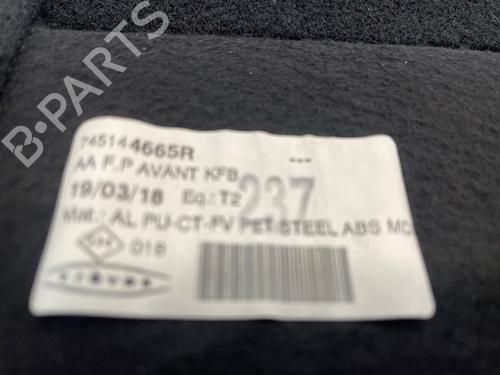 B-PARTS
745144665R
AA F.P AVANT KFB
19/03/18 Eq.: T2
237
Mat.: AL PU-CT-FV PET-STEEL ABS MC
018